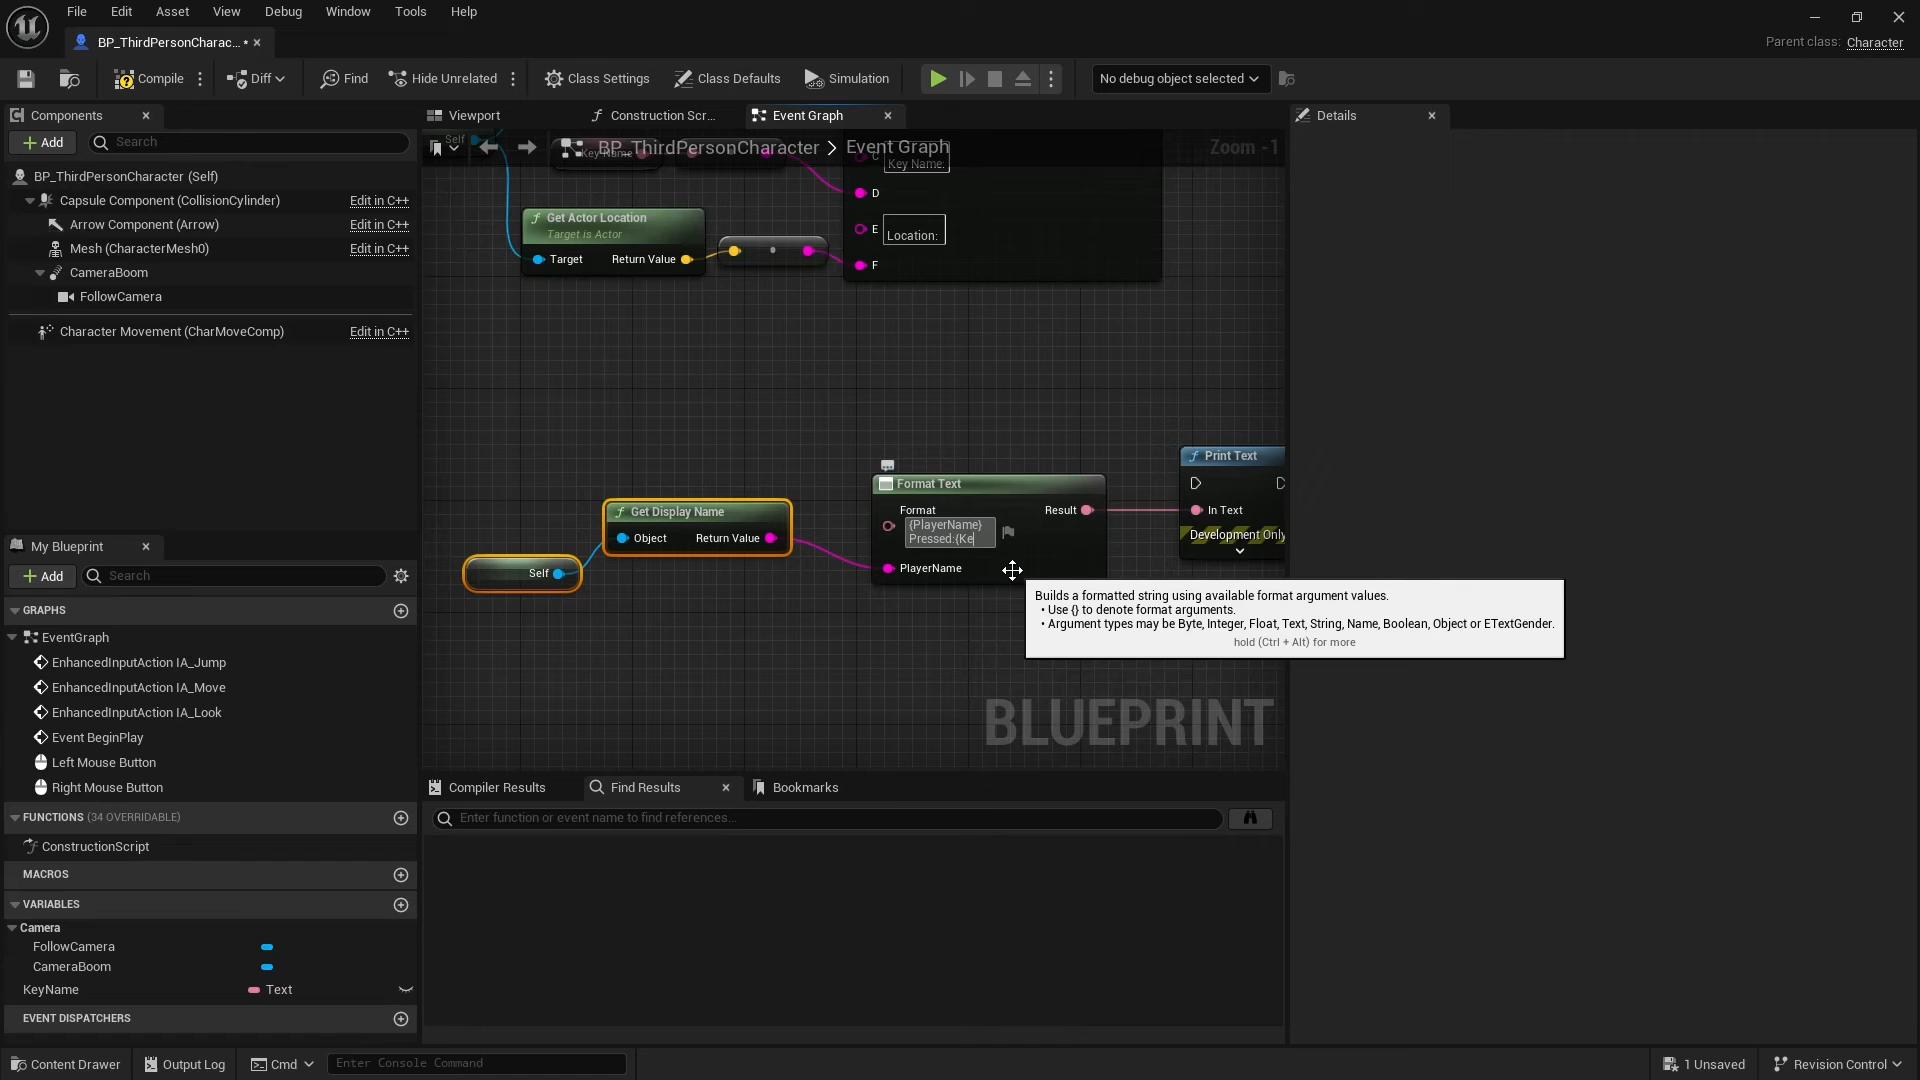 File Edit Asset View Debug Window Tools Help
BP_ThirdPersonCharac... *
Parent class: Character
Compile Diff Find Hide Unrelated Class Settings Class Defaults Simulation No debug object selected
Components
Add Search
BP_ThirdPersonCharacter (Self)
Capsule Component (CollisionCylinder) Edit in C++
Arrow Component (Arrow) Edit in C++
Mesh (CharacterMesh0) Edit in C++
CameraBoom
FollowCamera
Character Movement (CharMoveComp) Edit in C++
My Blueprint
Add Search
GRAPHS
EventGraph
EnhancedInputAction IA_Jump
EnhancedInputAction IA_Move
EnhancedInputAction IA_Look
Event BeginPlay
Left Mouse Button
Right Mouse Button
FUNCTIONS (34 OVERRIDABLE)
ConstructionScript
MACROS
VARIABLES
Camera
FollowCamera
CameraBoom
KeyName Text
EVENT DISPATCHERS
Viewport Construction Scr... Event Graph
BP_ThirdPersonCharacter > Event Graph
Zoom -1
Self
Key Name
C
Key Name:
D
E
Location:
F
Get Actor Location
Target is Actor
Target Return Value
Get Display Name
Object Return Value
Self
Format Text
Format
{PlayerName}
Pressed:{Ke
Result
PlayerName
Print Text
In Text
Development Only
Builds a formatted string using available format argument values.
• Use {} to denote format arguments.
• Argument types may be Byte, Integer, Float, Text, String, Name, Boolean, Object or ETextGender.
hold (Ctrl + Alt) for more
BLUEPRINT
Compiler Results Find Results Bookmarks
Enter function or event name to find references...
Details
Content Drawer Output Log Cmd Enter Console Command
1 Unsaved Revision Control